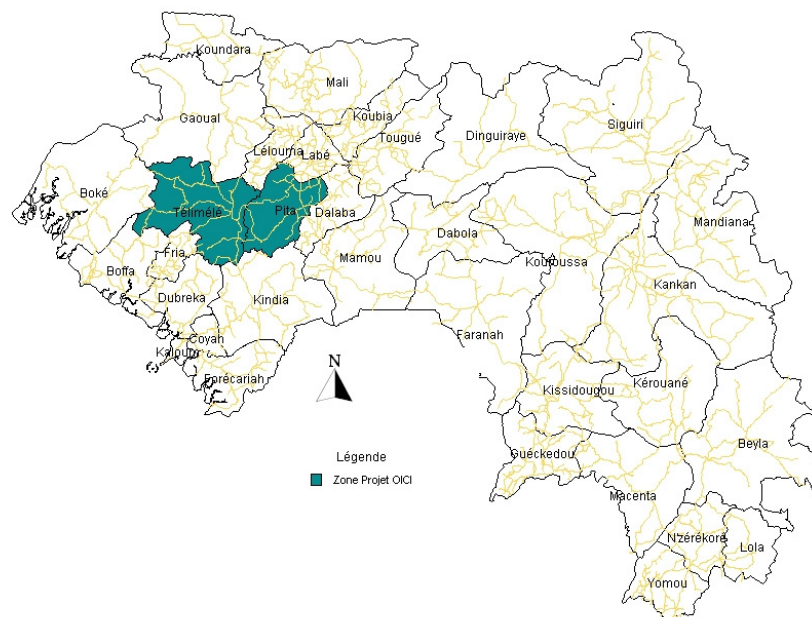 Koundara
Mali
Gaoual
Koubia
Siguiri
Tougué
Dinguiraye
Lélouma
Labé
Boké
Télimélé
Pita
Dalaba
Mandiana
Dabola
Fria
Kouroussa
Mamou
Boffa
Kankan
Dubreka
Kindia
Faranah
Coyah
Kaloum
Forécariah
N
Kissidougou
Kérouané
Beyla
Guéckedou
Légende
Zone Projet OICI
Macenta
N'zérékoré
Lola
Yomou